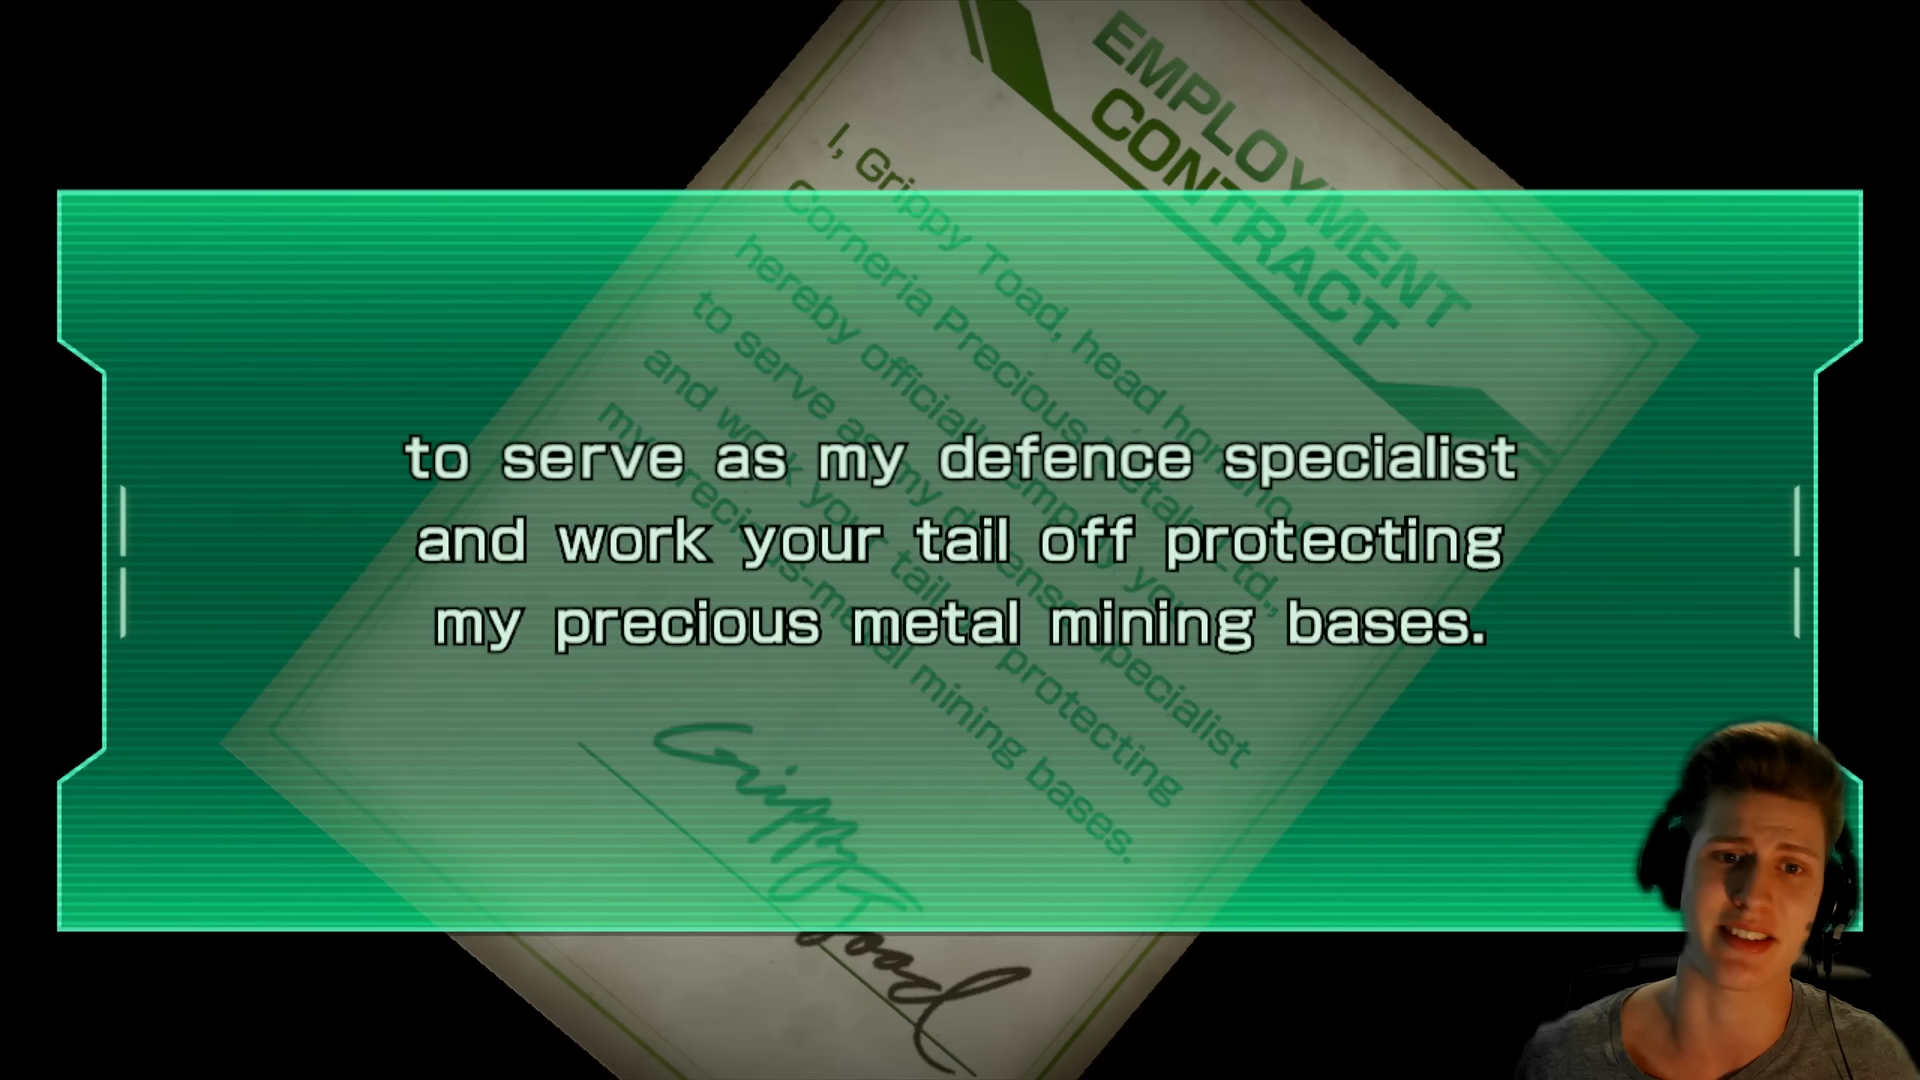 EMPLOYMENT
CONTRACT
I, Grippy Toad, head honcho
Corneria Precious Metals, Ltd.,
hereby officially employ you
to serve as my defense specialist
and work your tail protecting
my precious-metal mining bases.
Grippy Toad
to serve as my defence specialist
and work your tail off protecting
my precious metal mining bases.